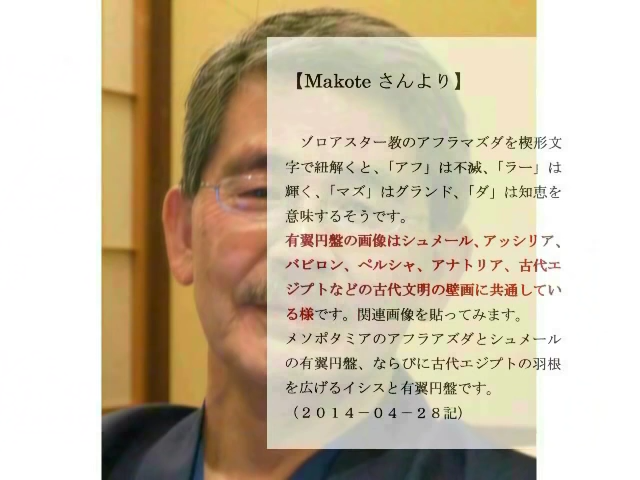 【Makote さんより】
　ゾロアスター教のアフラマズダを楔形文
字で紐解くと、「アフ」は不滅、「ラー」は
輝く、「マズ」はグランド、「ダ」は知恵を
意味するそうです。
有翼円盤の画像はシュメール、アッシリア、
バビロン、ペルシャ、アナトリア、古代エ
ジプトなどの古代文明の壁画に共通してい
る様です。関連画像を貼ってみます。
メソポタミアのアフラアズダとシュメール
の有翼円盤、ならびに古代エジプトの羽根
を広げるイシスと有翼円盤です。
（２０１４－０４－２８記）